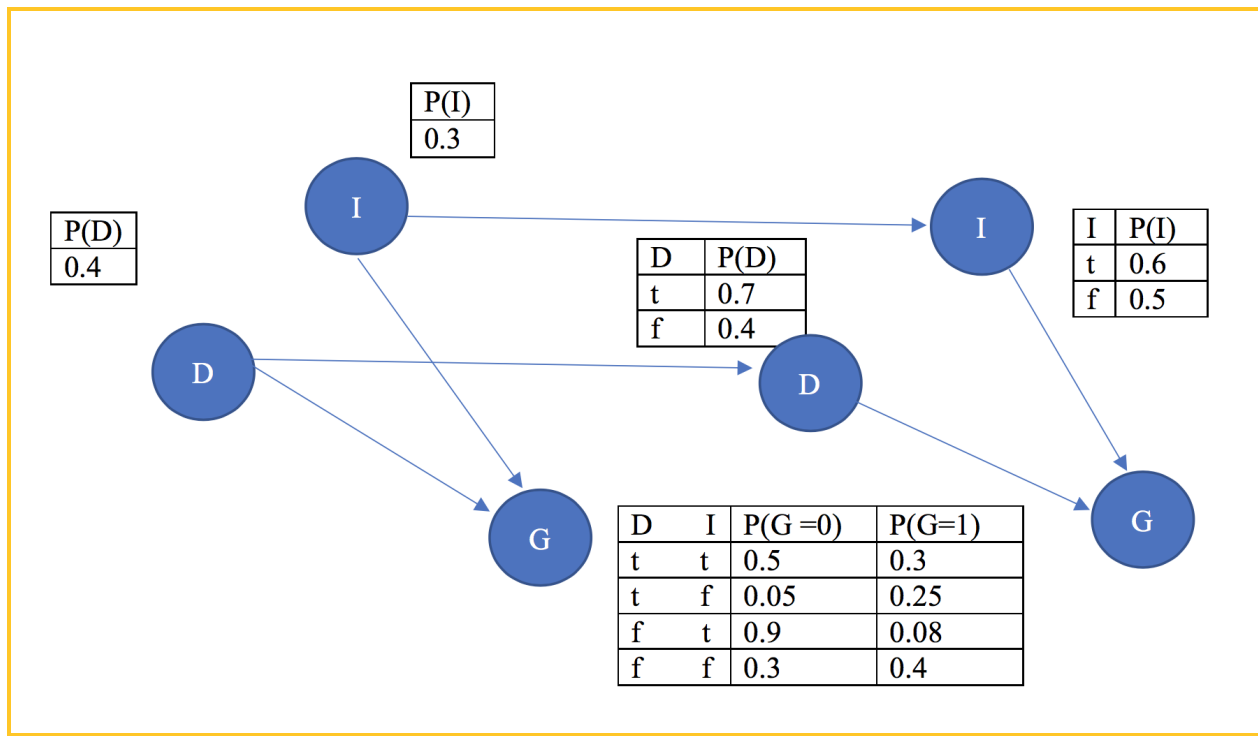 P(I)
0.3
I
P(D)
0.4
D
I
I P(I)
t 0.6
f 0.5
D P(D)
t 0.7
f 0.4
D
G
D I P(G =0) P(G=1)
t t 0.5 0.3
t f 0.05 0.25
f t 0.9 0.08
f f 0.3 0.4
G